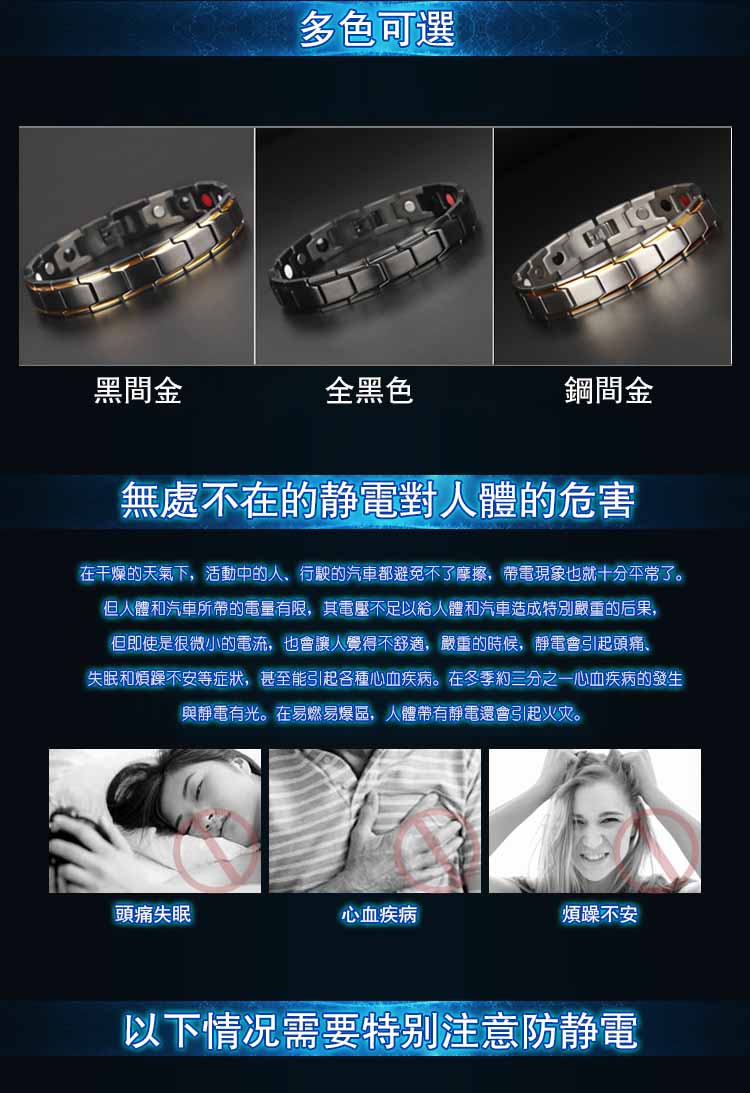 多色可選
黑間金
全黑色
鋼間金
無處不在的静電對人體的危害
在干燥的天氣下，活動中的人、行駛的汽車都避免不了摩擦，帶電現象也就十分平常了。
但人體和汽車所帶的電量有限，其電壓不足以給人體和汽車造成特别嚴重的后果，
但即使是很微小的電流，也會讓人覺得不舒適，嚴重的時候，靜電會引起頭痛、
失眠和煩躁不安等症狀，甚至能引起各種心血疾病。在冬季約三分之一心血疾病的發生
與靜電有光。在易燃易爆區，人體帶有靜電還會引起火灾。
頭痛失眠
心血疾病
煩躁不安
以下情况需要特别注意防静電